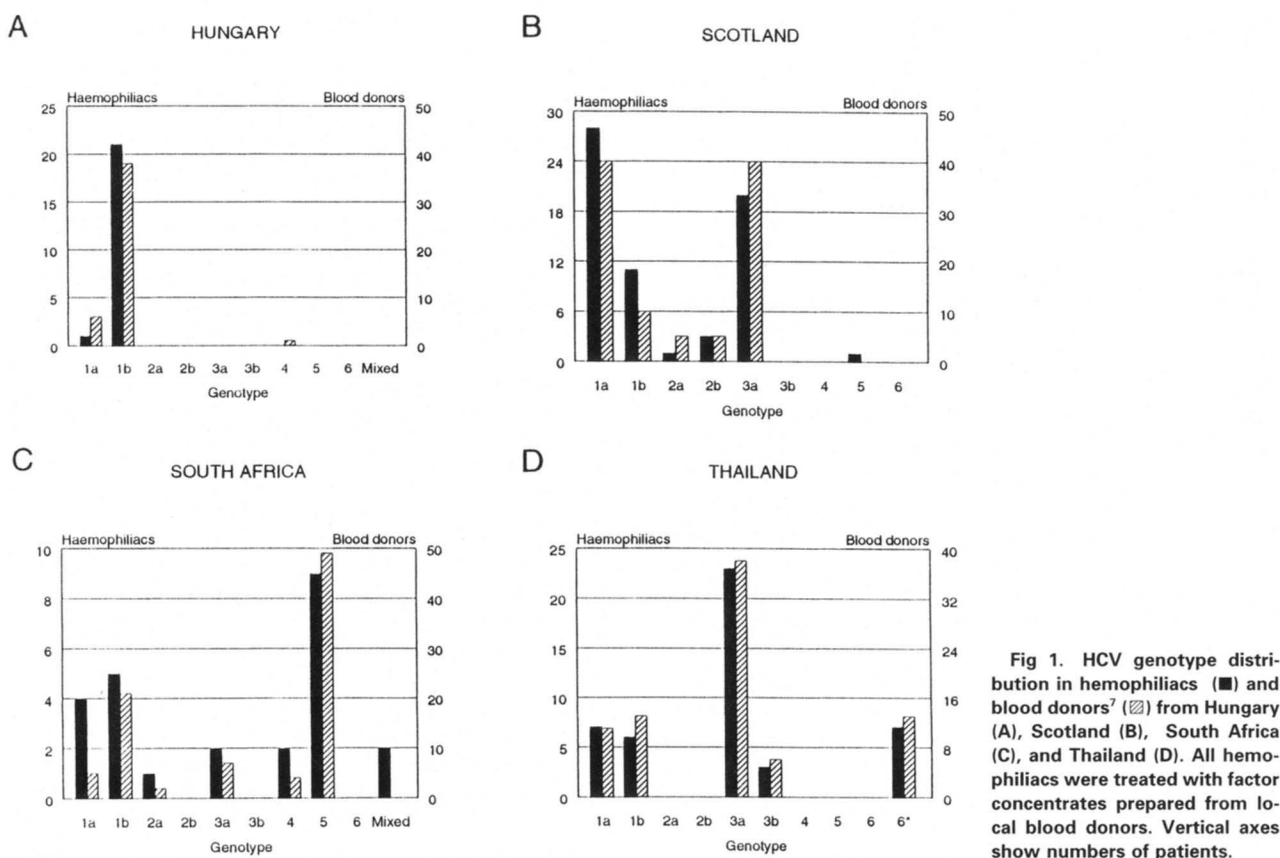 A
HUNGARY
Haemophiliacs Blood donors
25 50
20 40
15 30
10 20
5 10
0 0
1a 1b 2a 2b 3a 3b 4 5 6 Mixed
Genotype
B
SCOTLAND
Haemophiliacs Blood donors
30 50
24 40
18 30
12 20
6 10
0 0
1a 1b 2a 2b 3a 3b 4 5 6
Genotype
C
SOUTH AFRICA
Haemophiliacs Blood donors
10 50
8 40
6 30
4 20
2 10
0 0
1a 1b 2a 2b 3a 3b 4 5 6 Mixed
Genotype
D
THAILAND
Haemophiliacs Blood donors
25 40
20 36
15 24
10 16
5 8
0 0
1a 1b 2a 2b 3a 3b 4 5 6 6*
Genotype
Fig 1. HCV genotype distri-
bution in hemophiliacs (■) and
blood donors⁷ (▨) from Hungary
(A), Scotland (B), South Africa
(C), and Thailand (D). All hemo-
philiacs were treated with factor
concentrates prepared from lo-
cal blood donors. Vertical axes
show numbers of patients.